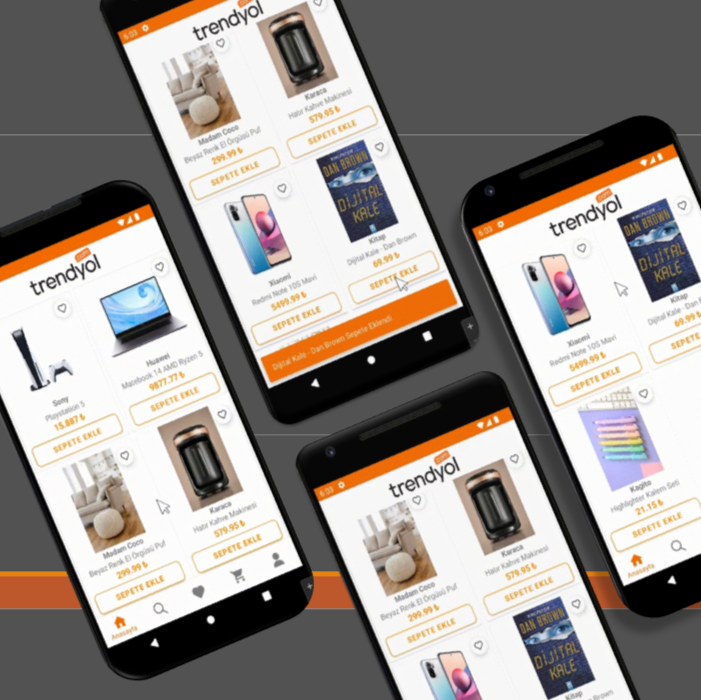 6:03
trendyol
.com
Madam Coco
Beyaz Renk El Örgüsü Puf
299.99 ₺
SEPETE EKLE
Karaca
Hatır Kahve Makinesi
579.95 ₺
SEPETE EKLE
Xiaomi
Redmi Note 10S Mavi
5499.99 ₺
SEPETE EKLE
DAN BROWN
DİJİTAL
KALE
Kitap
Dijital Kale - Dan Brown
69.99 ₺
SEPETE EKLE
Dijital Kale - Dan Brown Sepete Eklendi
trendyol
.com
Sony
Playstation 5
15.887 ₺
SEPETE EKLE
Huawei
Matebook 14 AMD Ryzen 5
9877.77 ₺
SEPETE EKLE
Madam Coco
Beyaz Renk El Örgüsü Puf
299.99 ₺
SEPETE EKLE
Karaca
Hatır Kahve Makinesi
579.95 ₺
SEPETE EKLE
Anasayfa
6:03
trendyol
.com
Xiaomi
Redmi Note 10S Mavi
5499.99 ₺
SEPETE EKLE
DAN BROWN
DİJİTAL
KALE
Kitap
Dijital Kale - Dan
69.99 ₺
SEPETE
Kagito
Highlighter Kalem Seti
21.15 ₺
SEPETE EKLE
Anasayfa
6:03
trendyol
.com
Madam Coco
Beyaz Renk El Örgüsü Puf
299.99 ₺
SEPETE EKLE
Karaca
Hatır Kahve Makinesi
579.95 ₺
SEPETE EKLE
DAN BROWN
DİJİTAL
KALE
Kitap